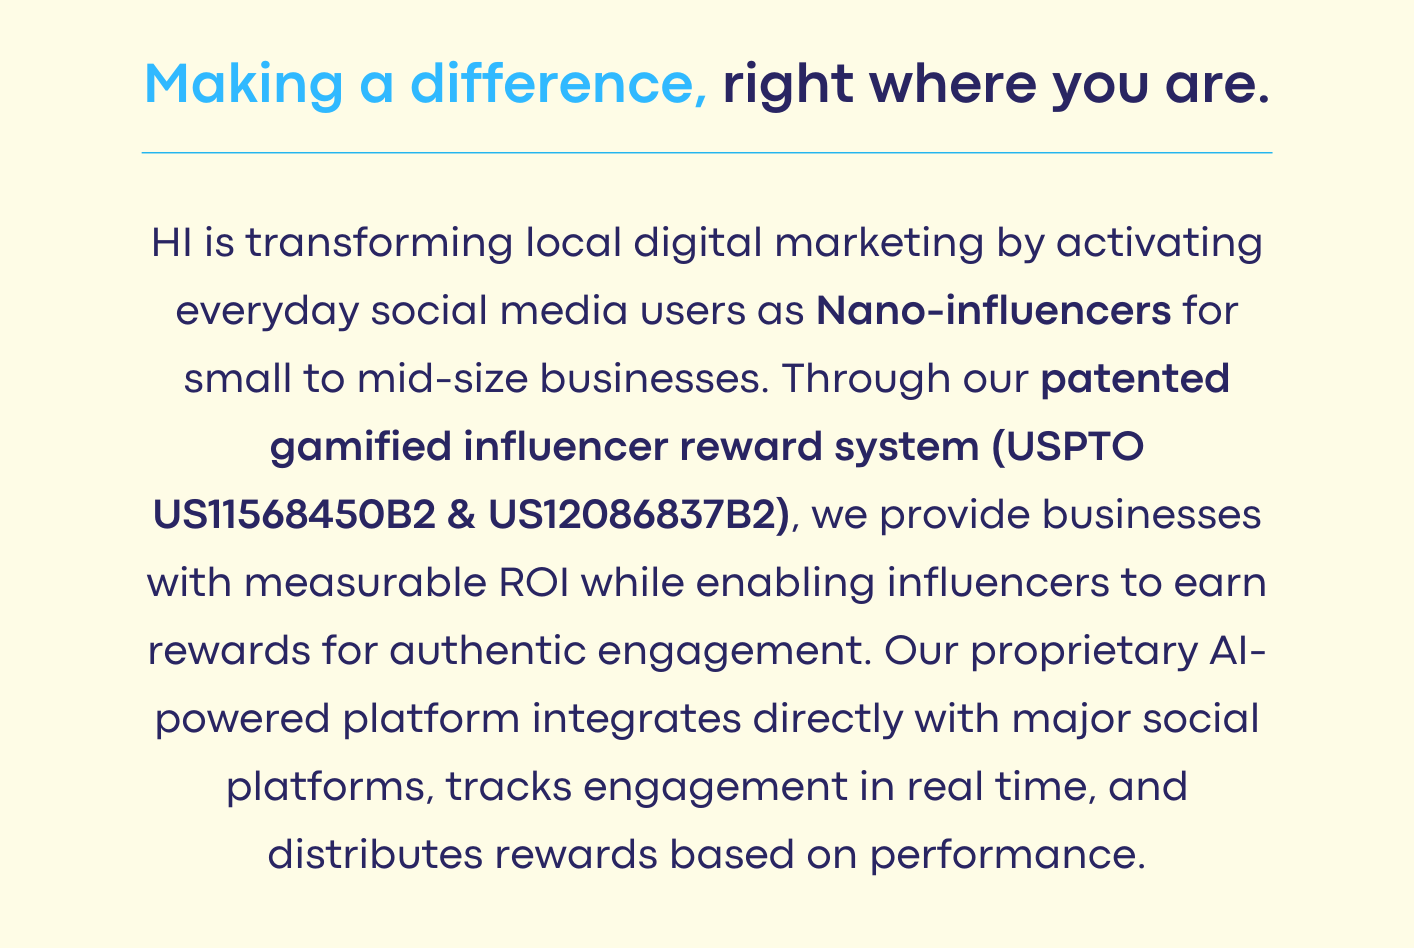 Making a difference, right where you are.
HI is transforming local digital marketing by activating
everyday social media users as Nano-influencers for
small to mid-size businesses. Through our patented
gamified influencer reward system (USPTO
US11568450B2 & US12086837B2), we provide businesses
with measurable ROI while enabling influencers to earn
rewards for authentic engagement. Our proprietary AI-
powered platform integrates directly with major social
platforms, tracks engagement in real time, and
distributes rewards based on performance.